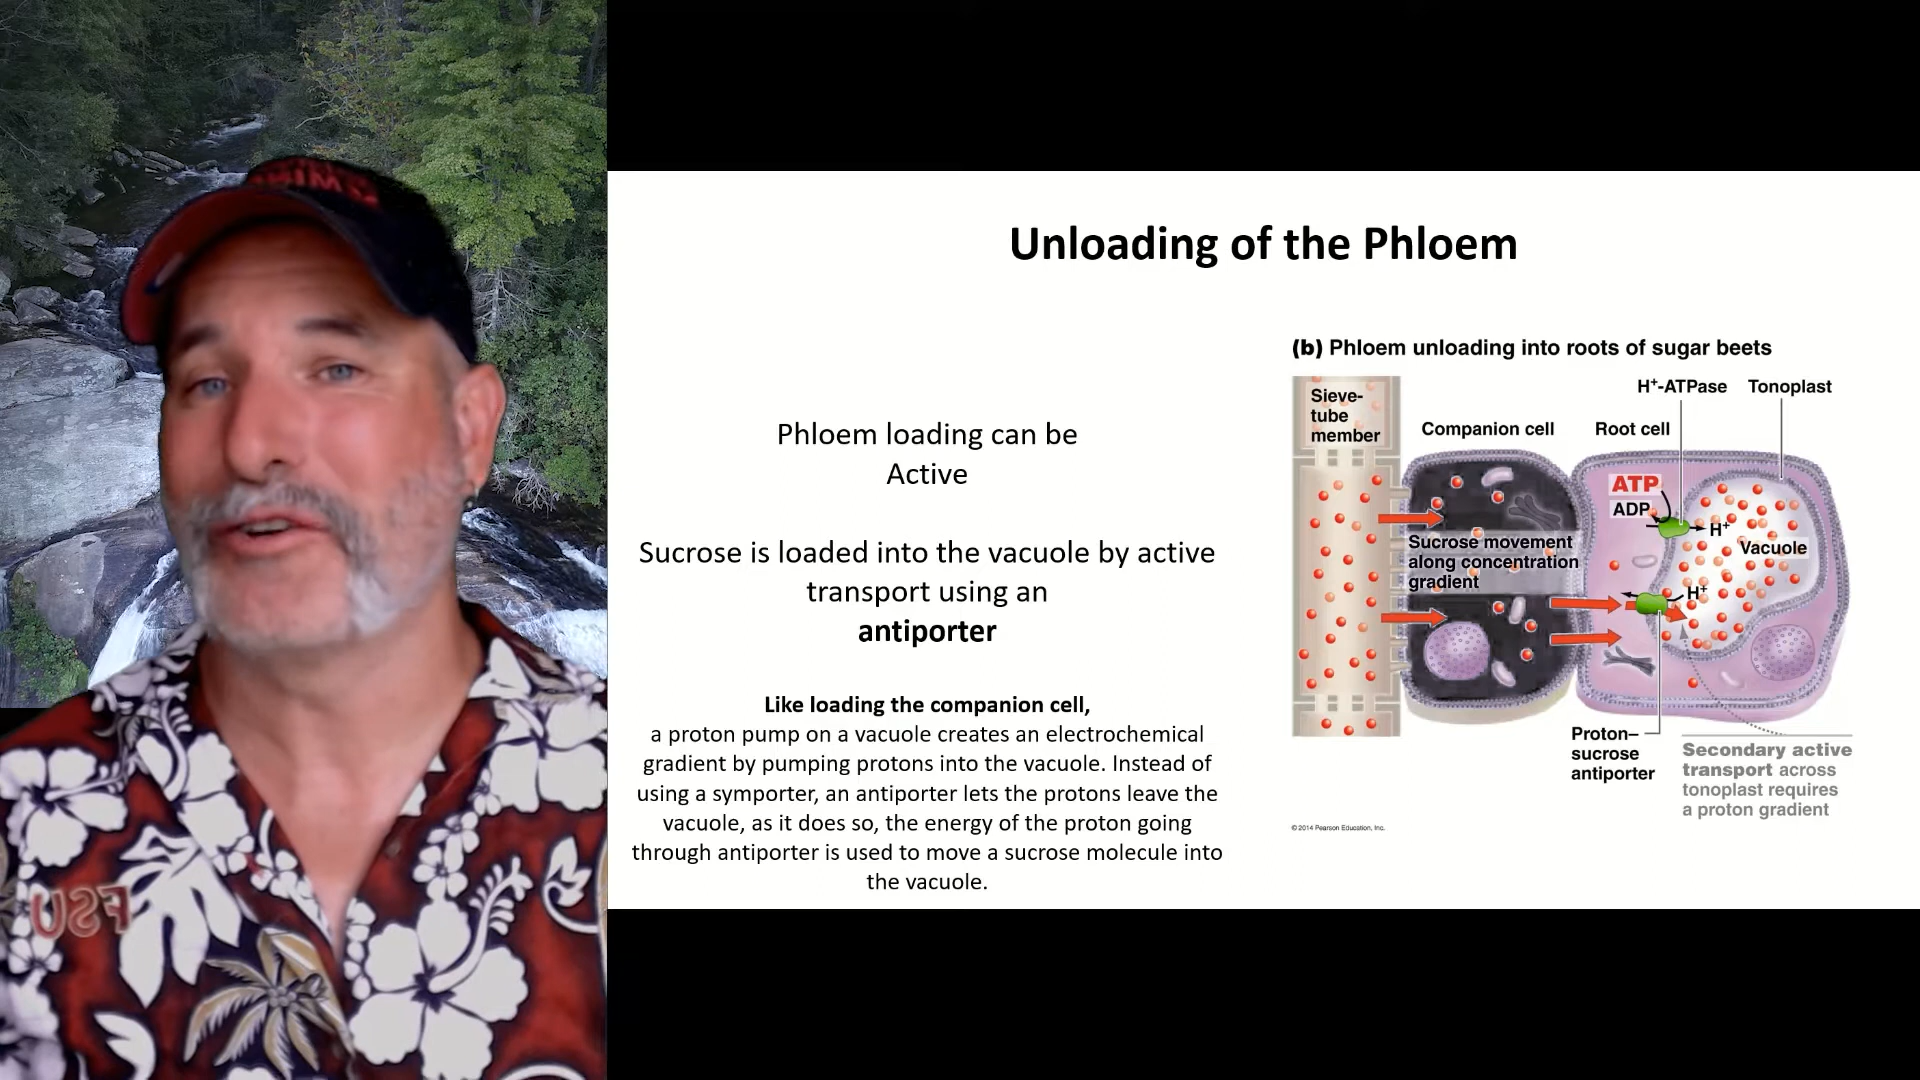 FSU
Unloading of the Phloem
Phloem loading can be
Active
Sucrose is loaded into the vacuole by active
transport using an
antiporter
Like loading the companion cell,
a proton pump on a vacuole creates an electrochemical
gradient by pumping protons into the vacuole. Instead of
using a symporter, an antiporter lets the protons leave the
vacuole, as it does so, the energy of the proton going
through antiporter is used to move a sucrose molecule into
the vacuole.
(b) Phloem unloading into roots of sugar beets
H⁺-ATPase
Tonoplast
Sieve-
tube
member
Companion cell
Root cell
ATP
ADP
H⁺
Vacuole
Sucrose movement
along concentration
gradient
H⁺
Proton–
sucrose
antiporter
Secondary active
transport across
tonoplast requires
a proton gradient
© 2014 Pearson Education, Inc.